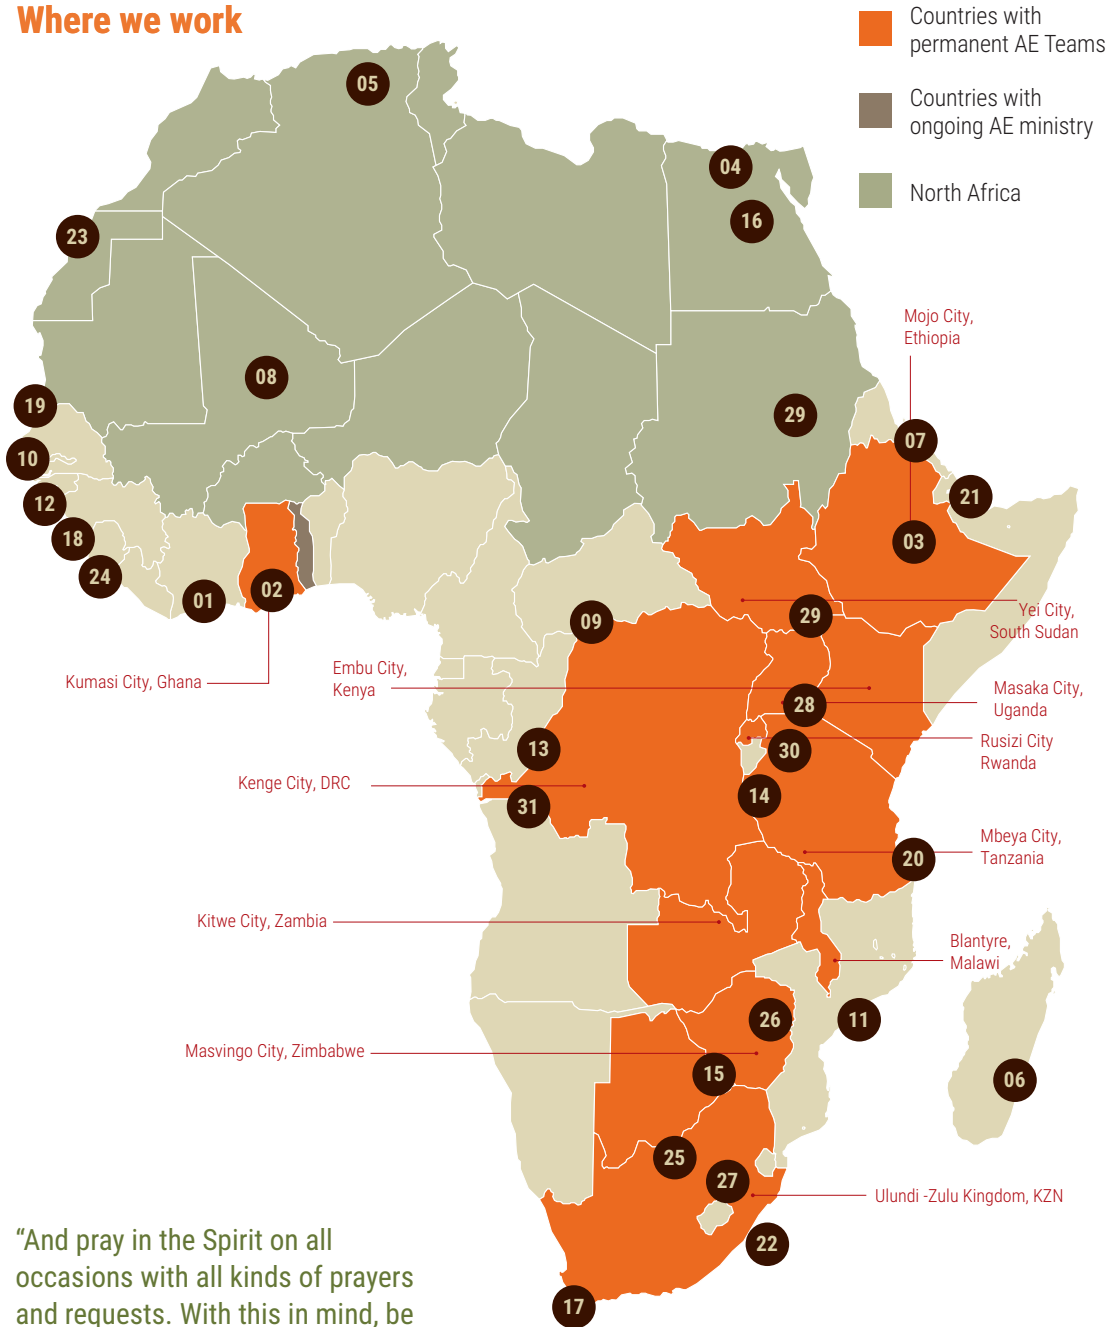 Where we work
Countries with
permanent AE Teams
Countries with
ongoing AE ministry
North Africa
05
04
16
23
Mojo City,
Ethiopia
08
19
29
07
10
21
12
18
03
24
02
01
29
09
Yei City,
South Sudan
Kumasi City, Ghana
Embu City,
Kenya
Masaka City,
Uganda
28
Rusizi City
Rwanda
13
30
Kenge City, DRC
14
31
Mbeya City,
Tanzania
20
Kitwe City, Zambia
Blantyre,
Malawi
26
11
Masvingo City, Zimbabwe
15
06
25
27
Ulundi -Zulu Kingdom, KZN
22
17
“And pray in the Spirit on all
occasions with all kinds of prayers
and requests. With this in mind, be